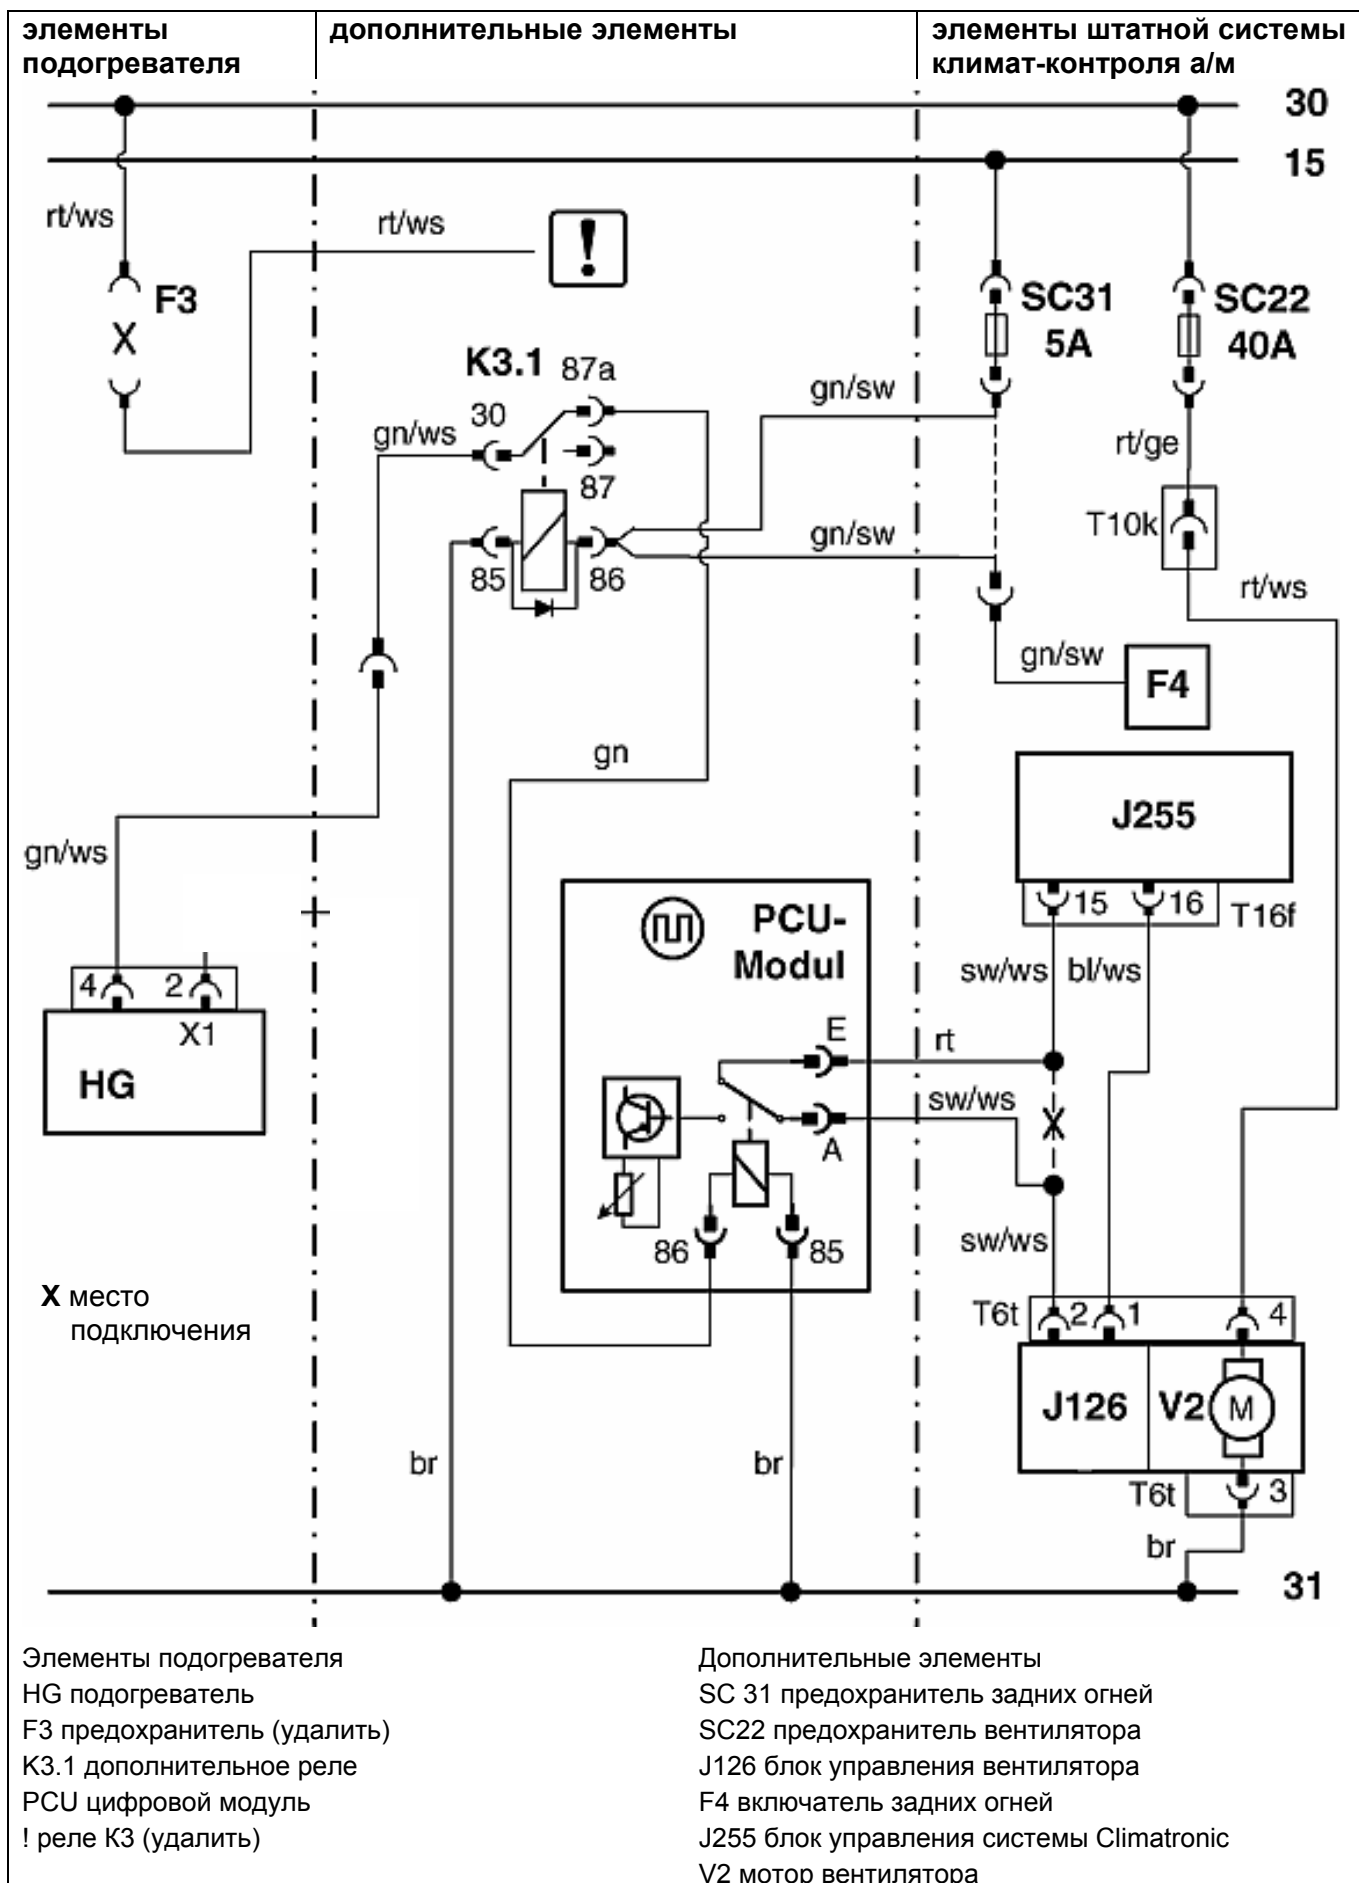 элементы
подогревателя
дополнительные элементы
элементы штатной системы
климат-контроля а/м
30
15
rt/ws
rt/ws
!
F3
X
SC31
5A
SC22
40A
K3.1
87a
30
gn/ws
gn/sw
87
rt/ge
T10k
gn/sw
85
86
rt/ws
gn/sw
F4
gn
J255
gn/ws
15
16
T16f
PCU-
Modul
sw/ws
bl/ws
4
2
X1
HG
E
rt
sw/ws
X
A
86
85
sw/ws
X место
подключения
T6t
2
1
4
J126
V2
M
br
br
T6t
3
br
31
Элементы подогревателя
HG подогреватель
F3 предохранитель (удалить)
K3.1 дополнительное реле
PCU цифровой модуль
! реле К3 (удалить)
Дополнительные элементы
SC 31 предохранитель задних огней
SC22 предохранитель вентилятора
J126 блок управления вентилятора
F4 включатель задних огней
J255 блок управления системы Climatronic
V2 мотор вентилятора